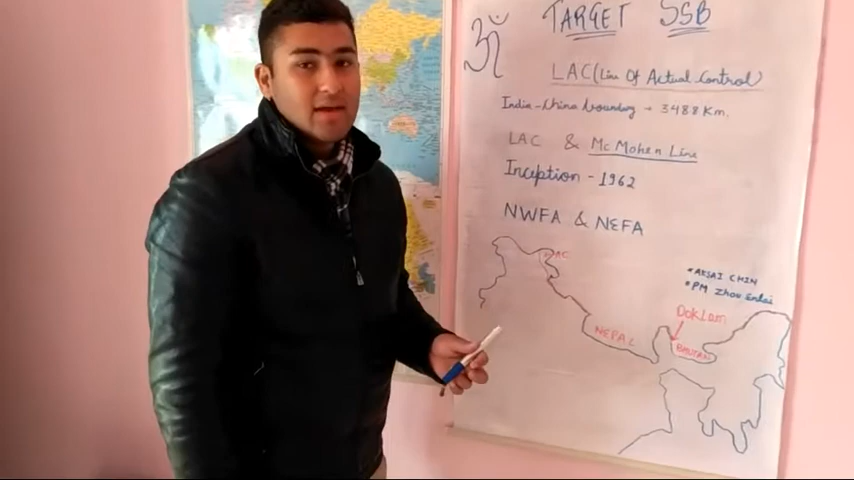 ॐ
TARGET SSB
LAC (Line Of Actual Control)
India-China boundary → 3488 Km.
LAC & McMohen Line
Inception - 1962
NWFA & NEFA
LAC
*AKSAI CHIN
*PM Zhou Enlai
DokLam
NEPAL
BHUTAN